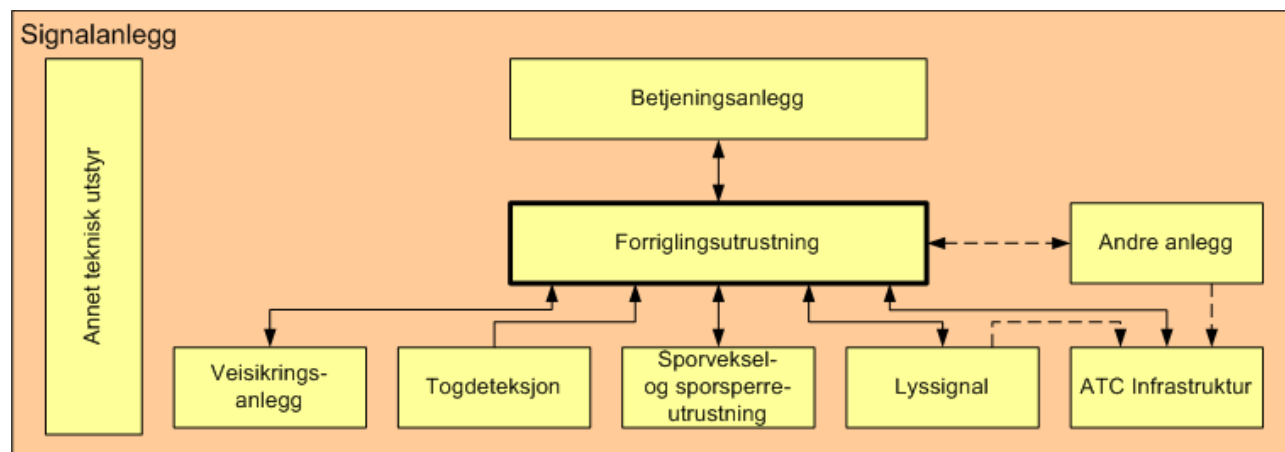 Signalanlegg
Annet teknisk utstyr
Betjeningsanlegg
Forriglingsutrustning
Andre anlegg
Veisikrings-
anlegg
Togdeteksjon
Sporveksel-
og sporsperre-
utrustning
Lyssignal
ATC Infrastruktur